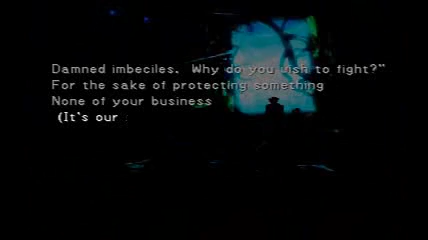 Damned imbeciles. Why do you wish to fight?"
For the sake of protecting something
None of your business
(It's our